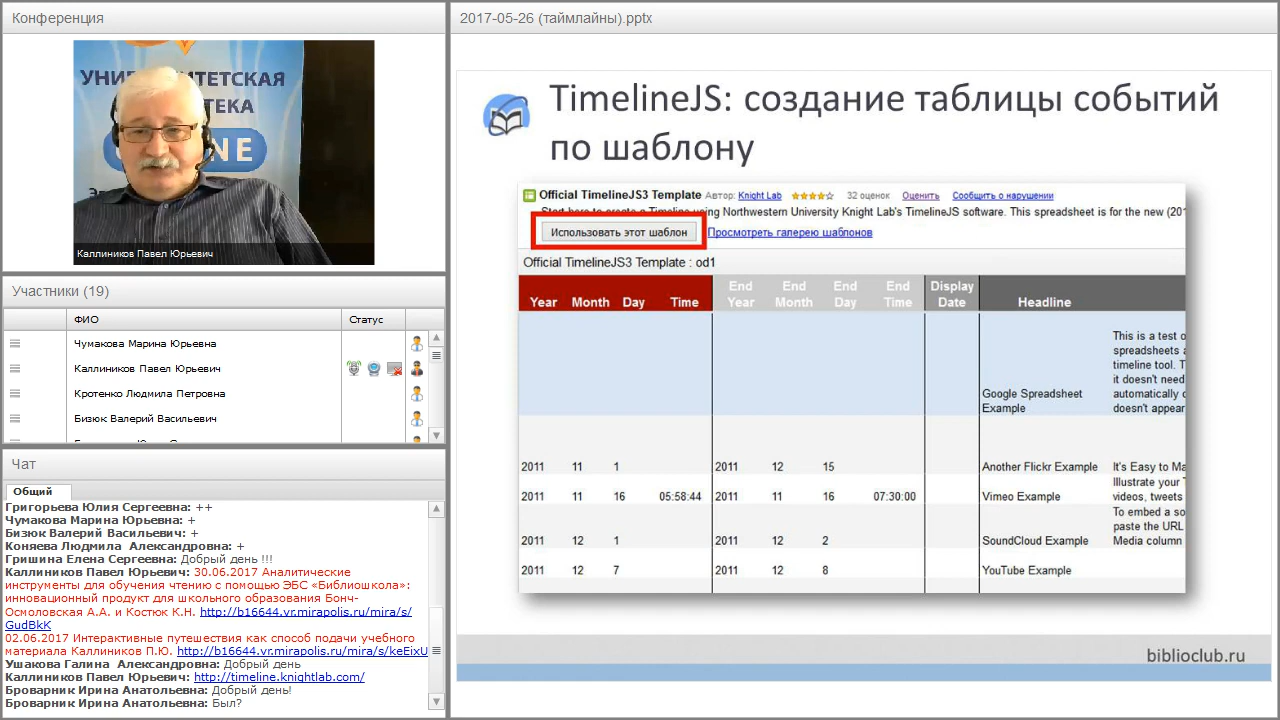 Конференция
УНИВЕРСИТЕТСКАЯ
NE
Каллиников Павел Юрьевич
Участники (19)
ФИО
Статус
Чумакова Марина Юрьевна
Каллиников Павел Юрьевич
Кротенко Людмила Петровна
Бизюк Валерий Васильевич
Чат
Общий
Григорьева Юлия Сергеевна: ++
Чумакова Марина Юрьевна: +
Бизюк Валерий Васильевич: +
Коняева Людмила Александровна: +
Гришина Елена Сергеевна: Добрый день !!!
Каллиников Павел Юрьевич: 30.06.2017 Аналитические
инструменты для обучения чтению с помощью ЭБС «Библиошкола»:
инновационный продукт для школьного образования Бонч-
Осмоловская А.А. и Костюк К.Н. http://b16644.vr.mirapolis.ru/mira/s/
GudBkK
02.06.2017 Интерактивные путешествия как способ подачи учебного
материала Каллиников П.Ю. http://b16644.vr.mirapolis.ru/mira/s/keEixU
Ушакова Галина Александровна: Добрый день
Каллиников Павел Юрьевич: http://timeline.knightlab.com/
Броварник Ирина Анатольевна: Добрый день!
Броварник Ирина Анатольевна: Был?
2017-05-26 (таймлайны).pptx
TimelineJS: создание таблицы событий
по шаблону
Official TimelineJS3 Template Автор: Knight Lab 32 оценок Оценить Сообщить о нарушении
Start here to create a Timeline using Northwestern University Knight Lab's TimelineJS software. This spreadsheet is for the new (201
Использовать этот шаблон Просмотреть галерею шаблонов
Official TimelineJS3 Template : od1
Year Month Day Time End Year End Month End Day End Time Display Date Headline
This is a test o
spreadsheets a
timeline tool. T
it doesn't need
Google Spreadsheet automatically c
Example doesn't appear
2011 11 1 2011 12 15 Another Flickr Example It's Easy to Ma
Illustrate your T
2011 11 16 05:58:44 2011 11 16 07:30:00 Vimeo Example videos, tweets
To embed a so
paste the URL
2011 12 1 2011 12 2 SoundCloud Example Media column
2011 12 7 2011 12 8 YouTube Example
biblioclub.ru